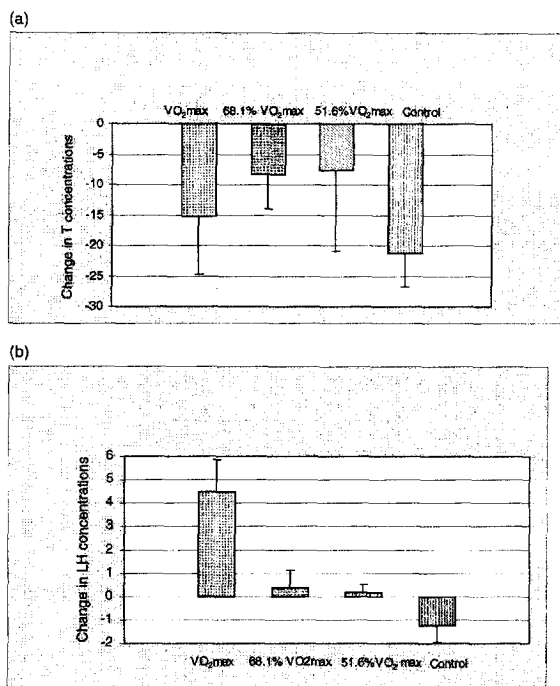 (a)
VO₂max 68.1% VO₂max 51.6%VO₂max Control
0
-5
-10
-15
-20
-25
-30
Change in T concentrations
(b)
6
5
4
3
2
1
0
-1
-2
Change in LH concentrations
VO₂max 68.1% VO2max 51.6%VO₂ max Control